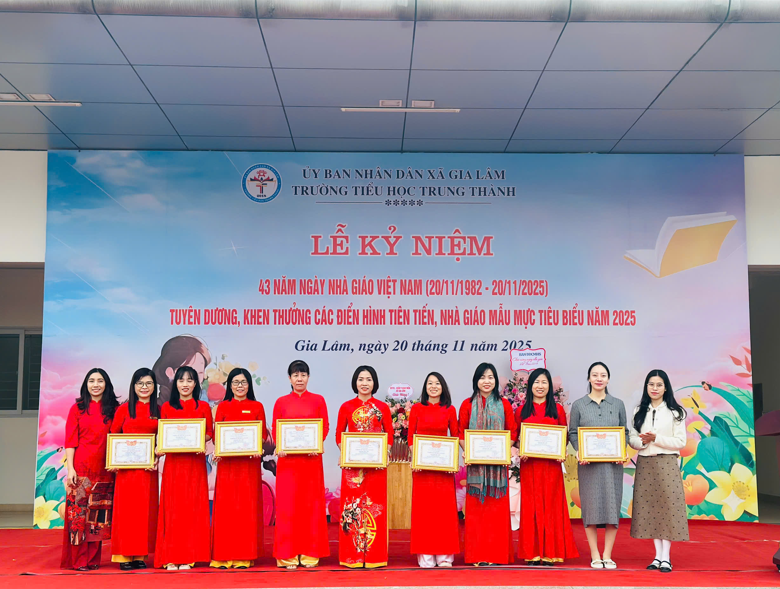 ỦY BAN NHÂN DÂN XÃ GIA LÂM
TRƯỜNG TIỂU HỌC TRUNG THÀNH
*****
LỄ KỶ NIỆM
43 NĂM NGÀY NHÀ GIÁO VIỆT NAM (20/11/1982 - 20/11/2025)
TUYÊN DƯƠNG, KHEN THƯỞNG CÁC ĐIỂN HÌNH TIÊN TIẾN, NHÀ GIÁO MẪU MỰC TIÊU BIỂU NĂM 2025
Gia Lâm, ngày 20 tháng 11 năm 2025